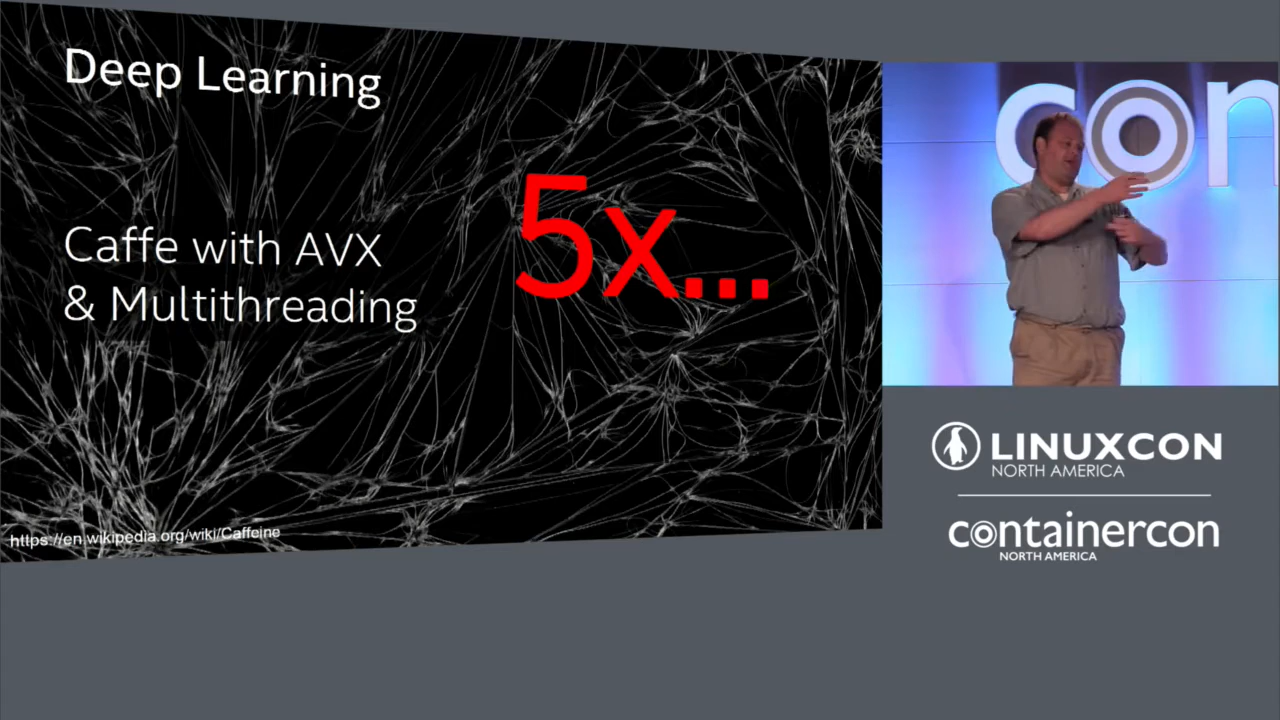 Deep Learning
Caffe with AVX
& Multithreading
5x...
https://en.wikipedia.org/wiki/Caffeine
con
LINUXCON
NORTH AMERICA
containercon
NORTH AMERICA